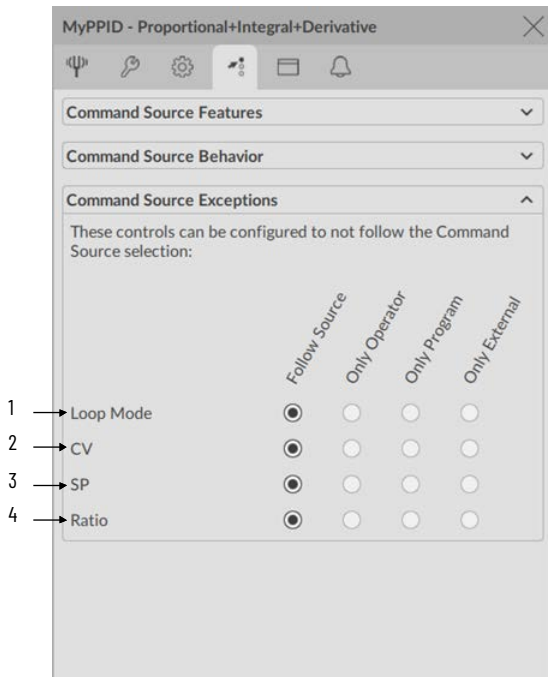 MyPPID - Proportional+Integral+Derivative
Command Source Features
Command Source Behavior
Command Source Exceptions
These controls can be configured to not follow the Command
Source selection:
Follow Source
Only Operator
Only Program
Only External
1 Loop Mode
2 CV
3 SP
4 Ratio